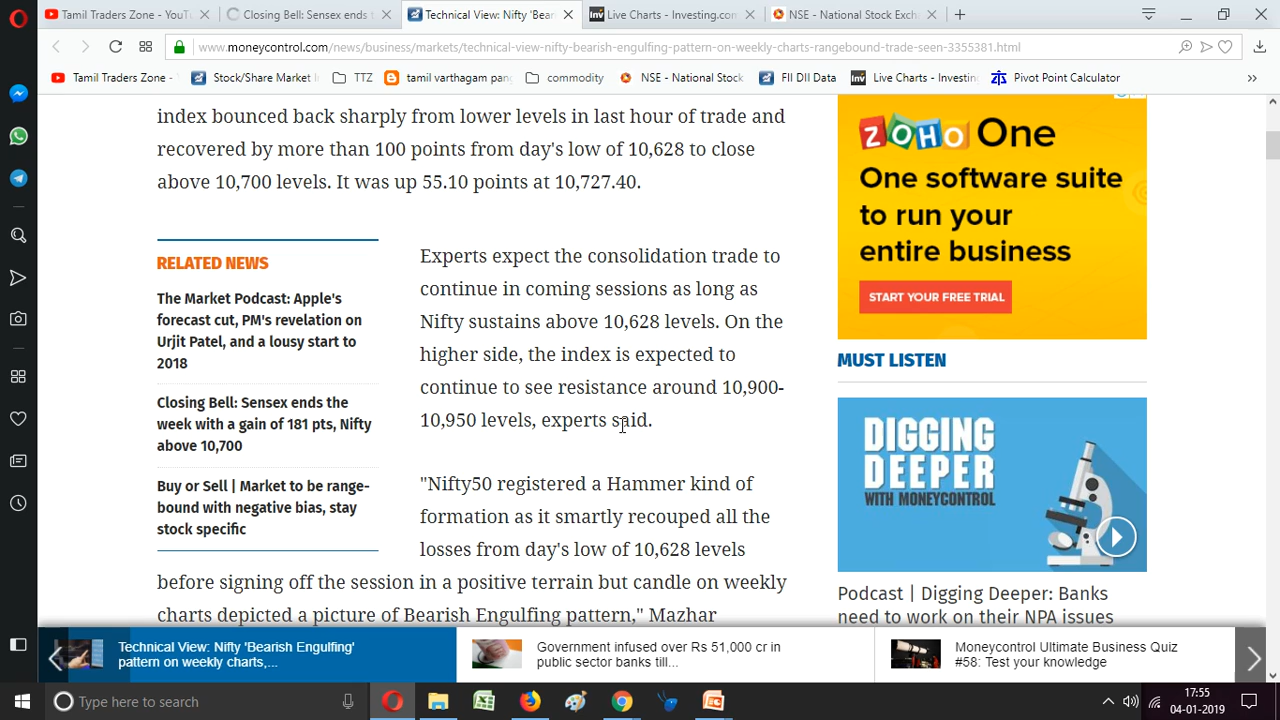 Tamil Traders Zone - YouT
Closing Bell: Sensex ends t
Technical View: Nifty 'Bear
Live Charts - Investing.com
NSE - National Stock Exch
www.moneycontrol.com/news/business/markets/technical-view-nifty-bearish-engulfing-pattern-on-weekly-charts-rangebound-trade-seen-3355381.html
Tamil Traders Zone -
Stock/Share Market I
TTZ
tamil varthagam pang
commodity
NSE - National Stock
FII DII Data
Live Charts - Investin
Pivot Point Calculator
index bounced back sharply from lower levels in last hour of trade and
recovered by more than 100 points from day's low of 10,628 to close
above 10,700 levels. It was up 55.10 points at 10,727.40.
RELATED NEWS
The Market Podcast: Apple's
forecast cut, PM's revelation on
Urjit Patel, and a lousy start to
2018
Closing Bell: Sensex ends the
week with a gain of 181 pts, Nifty
above 10,700
Buy or Sell | Market to be range-
bound with negative bias, stay
stock specific
Experts expect the consolidation trade to
continue in coming sessions as long as
Nifty sustains above 10,628 levels. On the
higher side, the index is expected to
continue to see resistance around 10,900-
10,950 levels, experts said.
"Nifty50 registered a Hammer kind of
formation as it smartly recouped all the
losses from day's low of 10,628 levels
before signing off the session in a positive terrain but candle on weekly
charts depicted a picture of Bearish Engulfing pattern," Mazhar
ZOHO One
One software suite
to run your
entire business
START YOUR FREE TRIAL
MUST LISTEN
DIGGING
DEEPER
WITH MONEYCONTROL
Podcast | Digging Deeper: Banks
need to work on their NPA issues
Technical View: Nifty 'Bearish Engulfing'
pattern on weekly charts,...
Government infused over Rs 51,000 cr in
public sector banks till...
Moneycontrol Ultimate Business Quiz
#58: Test your knowledge
Type here to search
17:55
04-01-2019